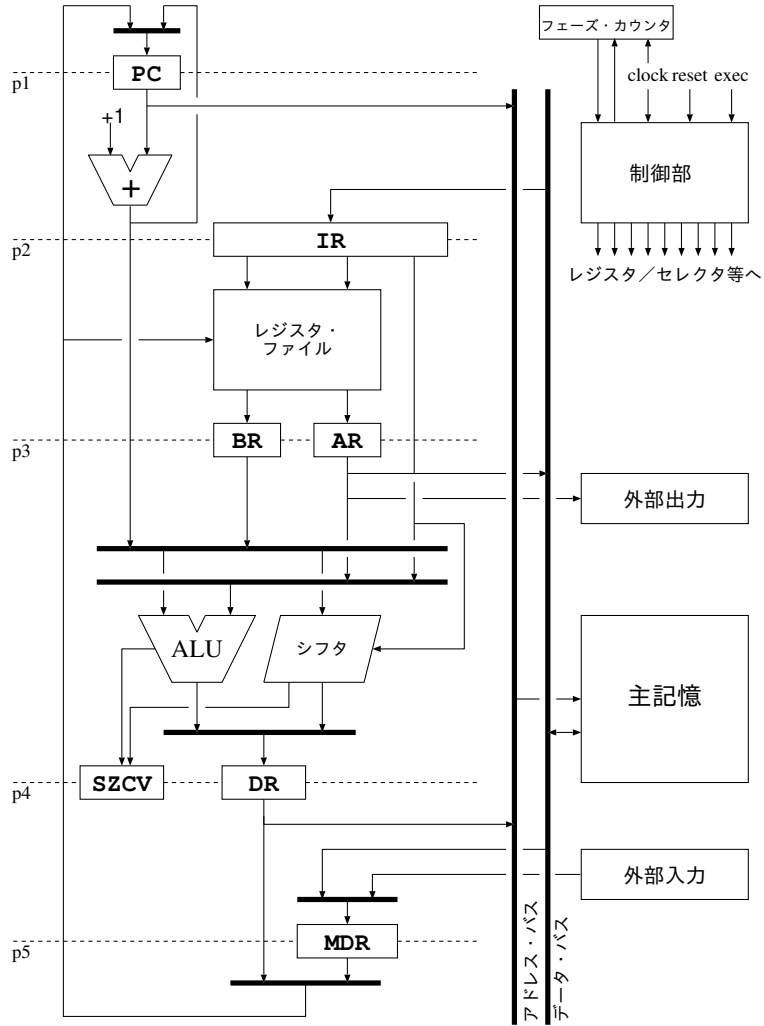 フェーズ・カウンタ
p1
PC
clock reset exec
+1
+
制御部
p2
IR
レジスタ／セレクタ等へ
レジスタ・
ファイル
p3
BR
AR
外部出力
ALU
シフタ
主記憶
p4
SZCV
DR
外部入力
p5
MDR
アドレス・バス
データ・バス